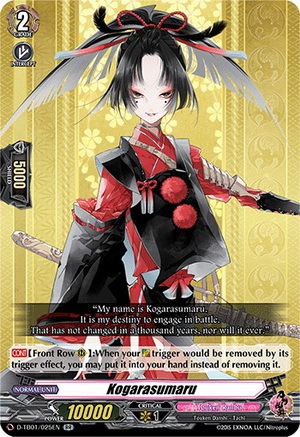 2
GRADE
INTERCEPT
5000
SHIELD
"My name is Kogarasumaru.
It is my destiny to engage in battle.
That has not changed in a thousand years, nor will it ever."
CONT [Front Row 1:When your trigger would be removed by its
trigger effect, you may put it into your hand instead of removing it.
NORMAL UNIT
Kogarasumaru
D-TB01/025EN RR
POWER 10000
CRITICAL 1
Touken Danshi - Tachi
©2015 EXNOA LLC/Nitroplus